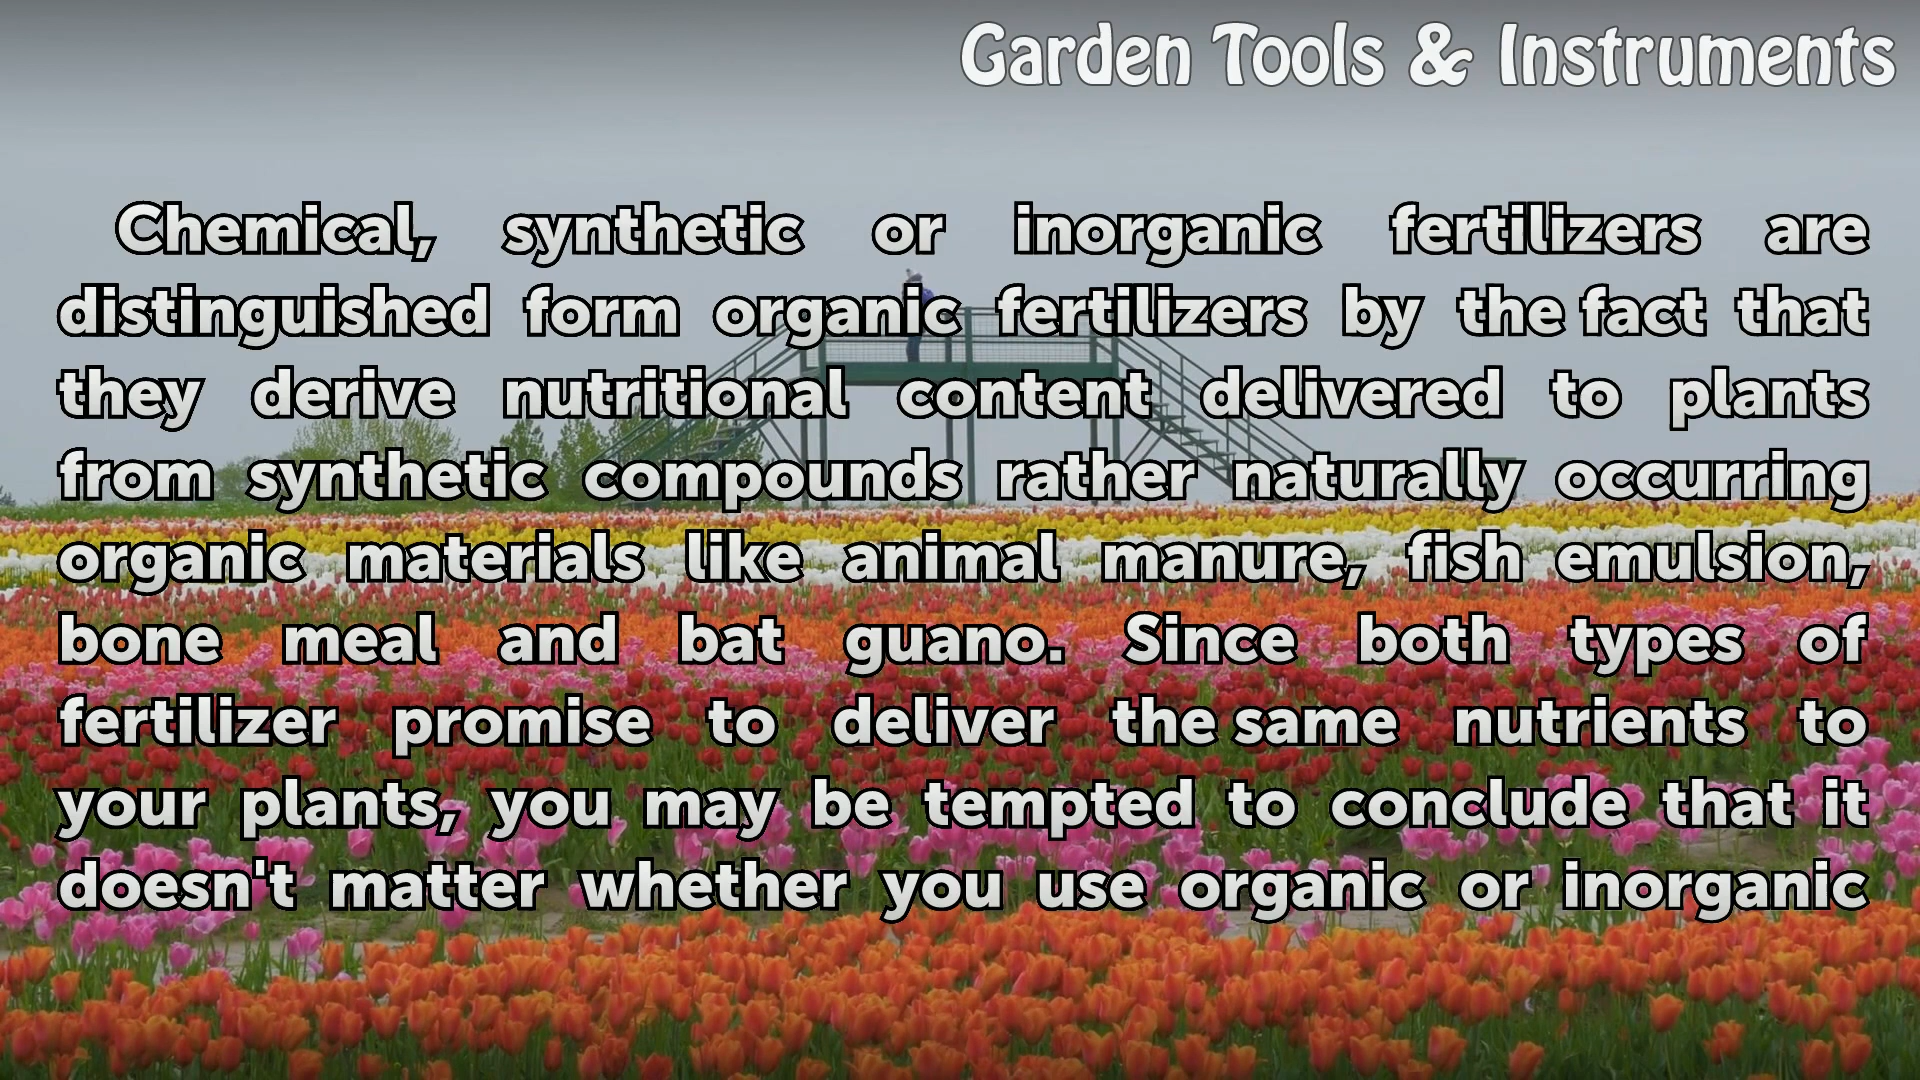 Garden Tools & Instruments
Chemical, synthetic or inorganic fertilizers are
distinguished form organic fertilizers by the fact that
they derive nutritional content delivered to plants
from synthetic compounds rather naturally occurring
organic materials like animal manure, fish emulsion,
bone meal and bat guano. Since both types of
fertilizer promise to deliver the same nutrients to
your plants, you may be tempted to conclude that it
doesn't matter whether you use organic or inorganic